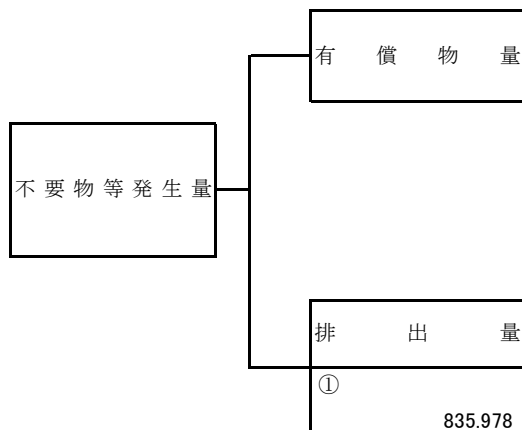 有償物量
不要物等発生量
排出量
①
835.978